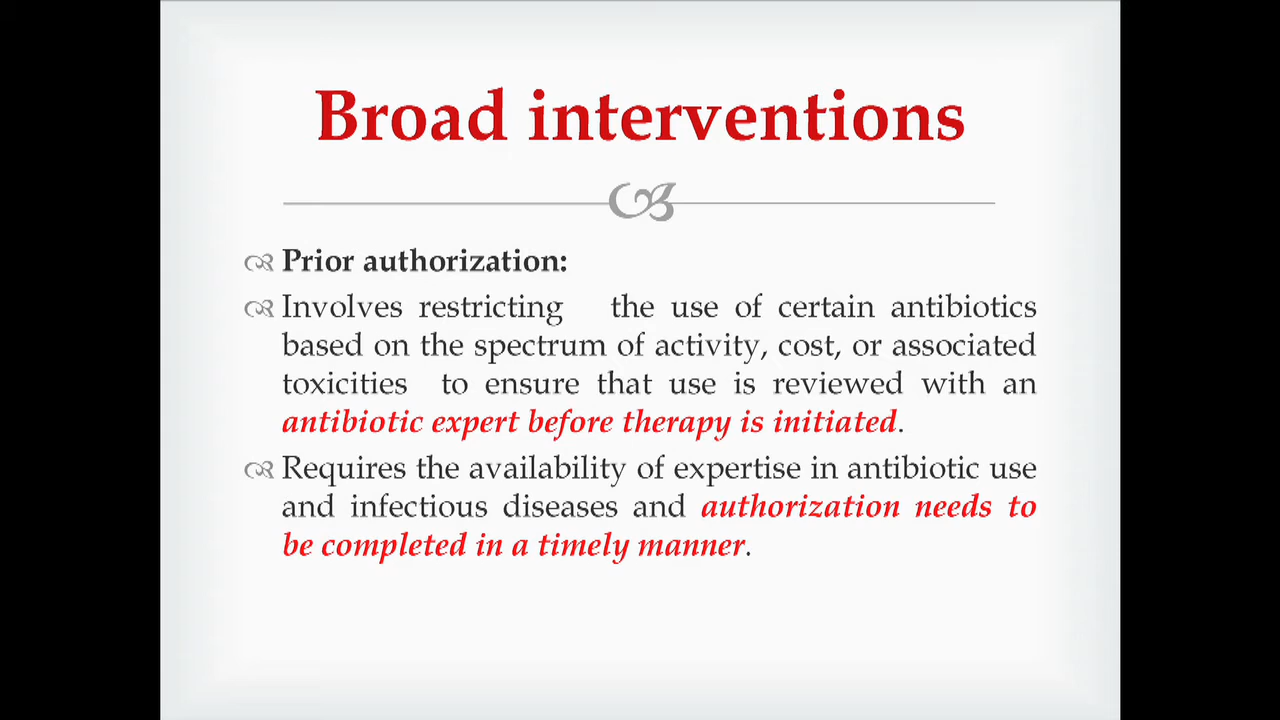 Broad interventions
Prior authorization:
Involves restricting the use of certain antibiotics
based on the spectrum of activity, cost, or associated
toxicities to ensure that use is reviewed with an
antibiotic expert before therapy is initiated.
Requires the availability of expertise in antibiotic use
and infectious diseases and authorization needs to
be completed in a timely manner.